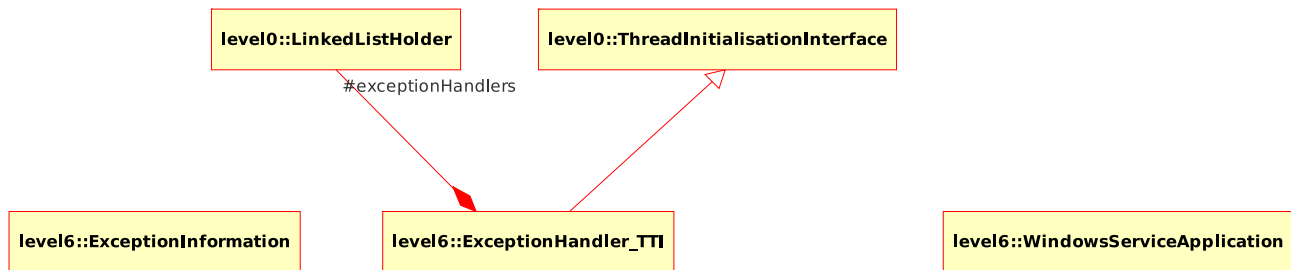 level0::LinkedListHolder
level0::ThreadInitialisationInterface
#exceptionHandlers
level6::ExceptionInformation
level6::ExceptionHandler_TTI
level6::WindowsServiceApplication